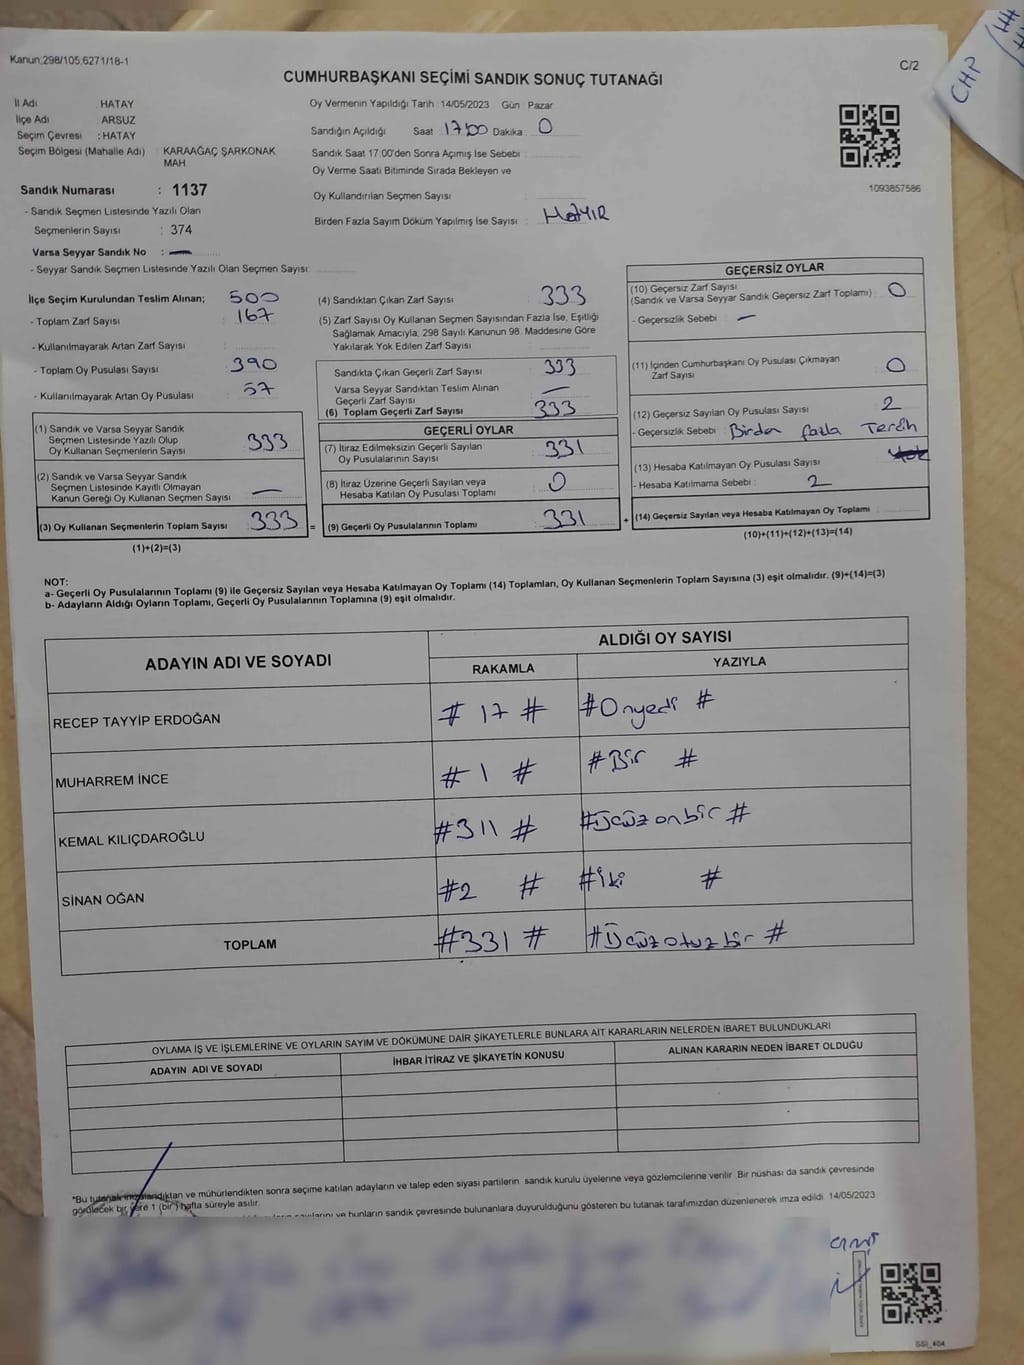 Kanun;298/105,6271/18-1
C/2
CHP
CUMHURBAŞKANI SEÇİMİ SANDIK SONUÇ TUTANAĞI
İl Adı : HATAY
İlçe Adı : ARSUZ
Seçim Çevresi : HATAY
Seçim Bölgesi (Mahalle Adı) : KARAAĞAÇ ŞARKONAK
MAH.
Sandık Numarası : 1137
- Sandık Seçmen Listesinde Yazılı Olan
Seçmenlerin Sayısı : 374
Varsa Seyyar Sandık No : —
- Seyyar Sandık Seçmen Listesinde Yazılı Olan Seçmen Sayısı:
Oy Vermenin Yapıldığı Tarih :14/05/2023 Gün : Pazar
Sandığın Açıldığı Saat 17:00 Dakika 0
Sandık Saat 17.00'den Sonra Açımış İse Sebebi :
Oy Verme Saati Bitiminde Sırada Bekleyen ve
Oy Kullandırılan Seçmen Sayısı :
Birden Fazla Sayım Döküm Yapılmış İse Sayısı : HAYIR
1093857586
İlçe Seçim Kurulundan Teslim Alınan;
- Toplam Zarf Sayısı : 500
167
- Kullanılmayarak Artan Zarf Sayısı :
- Toplam Oy Pusulası Sayısı : 390
- Kullanılmayarak Artan Oy Pusulası : 57
(1) Sandık ve Varsa Seyyar Sandık
Seçmen Listesinde Yazılı Olup
Oy Kullanan Seçmenlerin Sayısı : 333
(2) Sandık ve Varsa Seyyar Sandık
Seçmen Listesinde Kayıtlı Olmayan
Kanun Gereği Oy Kullanan Seçmen Sayısı : —
(3) Oy Kullanan Seçmenlerin Toplam Sayısı : 333
(1)+(2)=(3)
(4) Sandıktan Çıkan Zarf Sayısı : 333
(5) Zarf Sayısı Oy Kullanan Seçmen Sayısından Fazla İse, Eşitliği
Sağlamak Amacıyla; 298 Sayılı Kanunun 98. Maddesine Göre
Yakılarak Yok Edilen Zarf Sayısı :
Sandıkta Çıkan Geçerli Zarf Sayısı : 333
Varsa Seyyar Sandıktan Teslim Alınan
Geçerli Zarf Sayısı : —
(6) Toplam Geçerli Zarf Sayısı : 333
GEÇERLİ OYLAR
(7) İtiraz Edilmeksizin Geçerli Sayılan
Oy Pusulalarının Sayısı : 331
(8) İtiraz Üzerine Geçerli Sayılan veya
Hesaba Katılan Oy Pusulası Toplamı : 0
= (9) Geçerli Oy Pusulalarının Toplamı : 331
GEÇERSİZ OYLAR
(10) Geçersiz Zarf Sayısı
(Sandık ve Varsa Seyyar Sandık Geçersiz Zarf Toplamı) : 0
- Geçersizlik Sebebi : —
(11) İçinden Cumhurbaşkanı Oy Pusulası Çıkmayan
Zarf Sayısı : 0
(12) Geçersiz Sayılan Oy Pusulası Sayısı : 2
- Geçersizlik Sebebi : Birden fazla Tercih
(13) Hesaba Katılmayan Oy Pusulası Sayısı :
- Hesaba Katılmama Sebebi : 2
+ (14) Geçersiz Sayılan veya Hesaba Katılmayan Oy Toplamı :
(10)+(11)+(12)+(13)=(14)
NOT:
a- Geçerli Oy Pusulalarının Toplamı (9) ile Geçersiz Sayılan veya Hesaba Katılmayan Oy Toplamı (14) Toplamları, Oy Kullanan Seçmenlerin Toplam Sayısına (3) eşit olmalıdır. (9)+(14)=(3)
b- Adayların Aldığı Oyların Toplamı, Geçerli Oy Pusulalarının Toplamına (9) eşit olmalıdır.
ADAYIN ADI VE SOYADI
ALDIĞI OY SAYISI
RAKAMLA YAZIYLA
RECEP TAYYİP ERDOĞAN # 17 # #Onyedi #
MUHARREM İNCE #1 # #Bir #
KEMAL KILIÇDAROĞLU #311 # #Üçyüzonbir #
SİNAN OĞAN #2 # #İki #
TOPLAM #331 # #Üçyüzotuzbir #
OYLAMA İŞ VE İŞLEMLERİNE VE OYLARIN SAYIM VE DÖKÜMÜNE DAİR ŞİKAYETLERLE BUNLARA AİT KARARLARIN NELERDEN İBARET BULUNDUKLARI
ADAYIN ADI VE SOYADI İHBAR İTİRAZ VE ŞİKAYETİN KONUSU ALINAN KARARIN NEDEN İBARET OLDUĞU
*Bu tutanak imzalandıktan ve mühürlendikten sonra seçime katılan adayların ve talep eden siyasi partilerin sandık kurulu üyelerine veya gözlemcilerine verilir. Bir nüshası da sandık çevresinde
görülecek bir yere 1 (bir) hafta süreyle asılır.
sayılarını ve bunların sandık çevresinde bulunanlara duyurulduğunu gösteren bu tutanak tarafımızdan düzenlenerek imza edildi. 14/05/2023
SSI_404